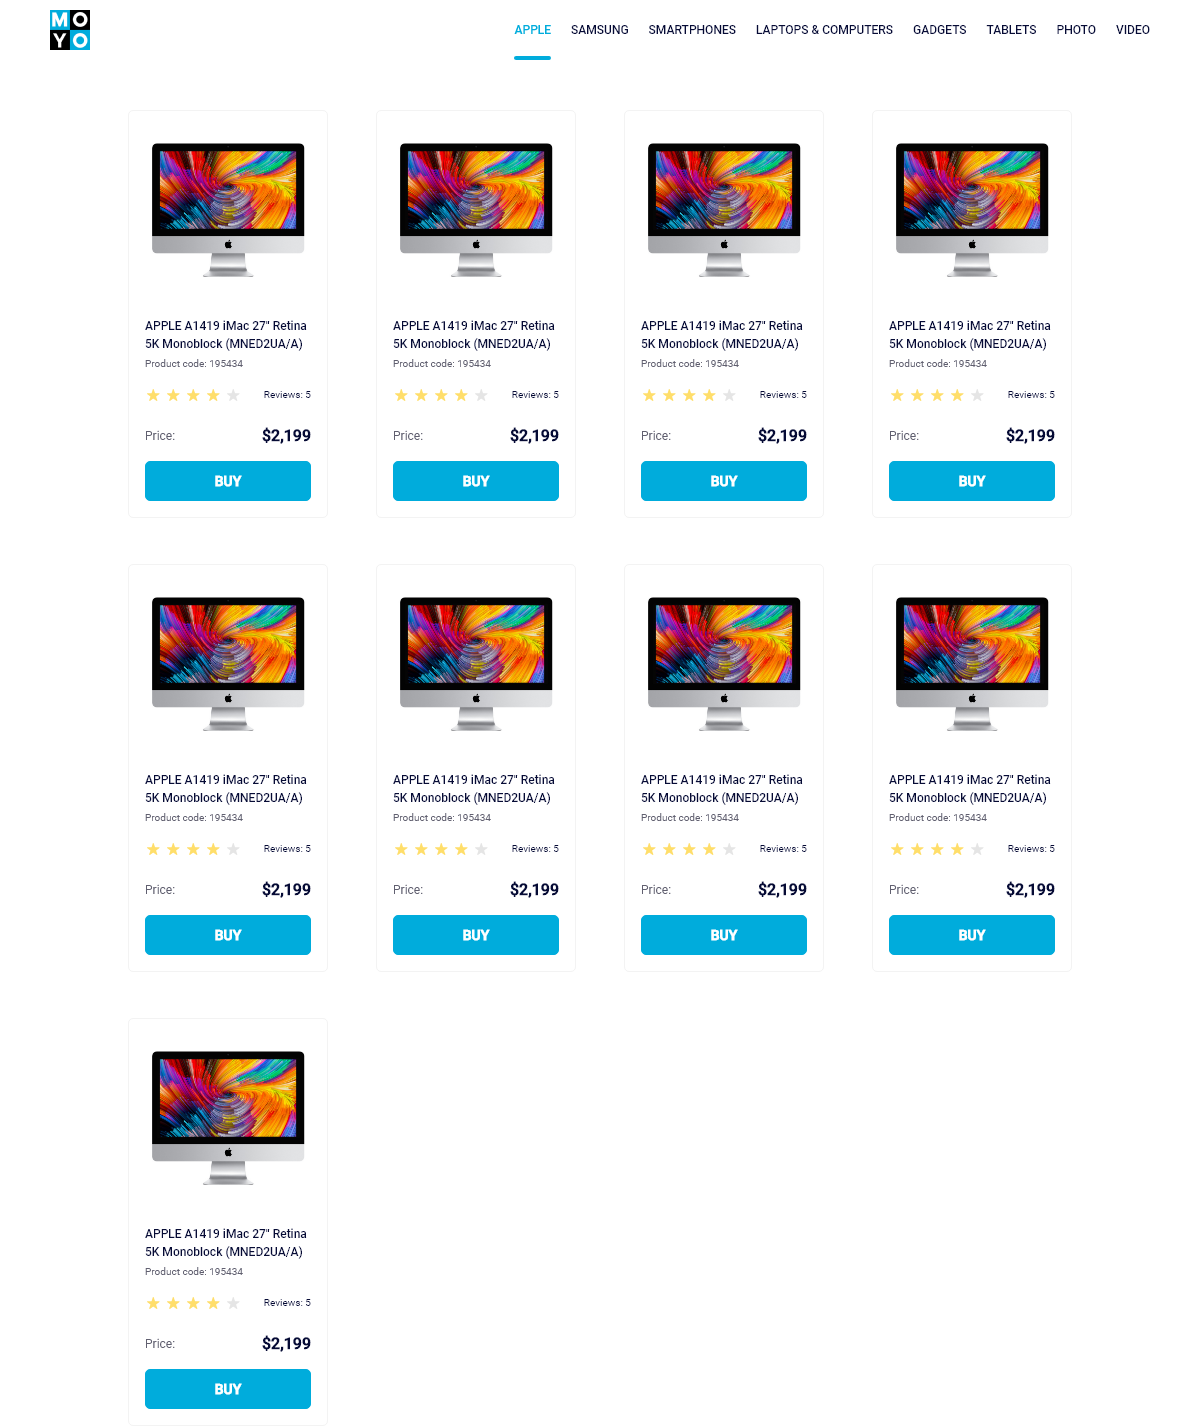 MO
YO
APPLE SAMSUNG SMARTPHONES LAPTOPS & COMPUTERS GADGETS TABLETS PHOTO VIDEO
APPLE A1419 iMac 27" Retina
5K Monoblock (MNED2UA/A)
Product code: 195434
Reviews: 5
Price: $2,199
BUY
APPLE A1419 iMac 27" Retina
5K Monoblock (MNED2UA/A)
Product code: 195434
Reviews: 5
Price: $2,199
BUY
APPLE A1419 iMac 27" Retina
5K Monoblock (MNED2UA/A)
Product code: 195434
Reviews: 5
Price: $2,199
BUY
APPLE A1419 iMac 27" Retina
5K Monoblock (MNED2UA/A)
Product code: 195434
Reviews: 5
Price: $2,199
BUY
APPLE A1419 iMac 27" Retina
5K Monoblock (MNED2UA/A)
Product code: 195434
Reviews: 5
Price: $2,199
BUY
APPLE A1419 iMac 27" Retina
5K Monoblock (MNED2UA/A)
Product code: 195434
Reviews: 5
Price: $2,199
BUY
APPLE A1419 iMac 27" Retina
5K Monoblock (MNED2UA/A)
Product code: 195434
Reviews: 5
Price: $2,199
BUY
APPLE A1419 iMac 27" Retina
5K Monoblock (MNED2UA/A)
Product code: 195434
Reviews: 5
Price: $2,199
BUY
APPLE A1419 iMac 27" Retina
5K Monoblock (MNED2UA/A)
Product code: 195434
Reviews: 5
Price: $2,199
BUY